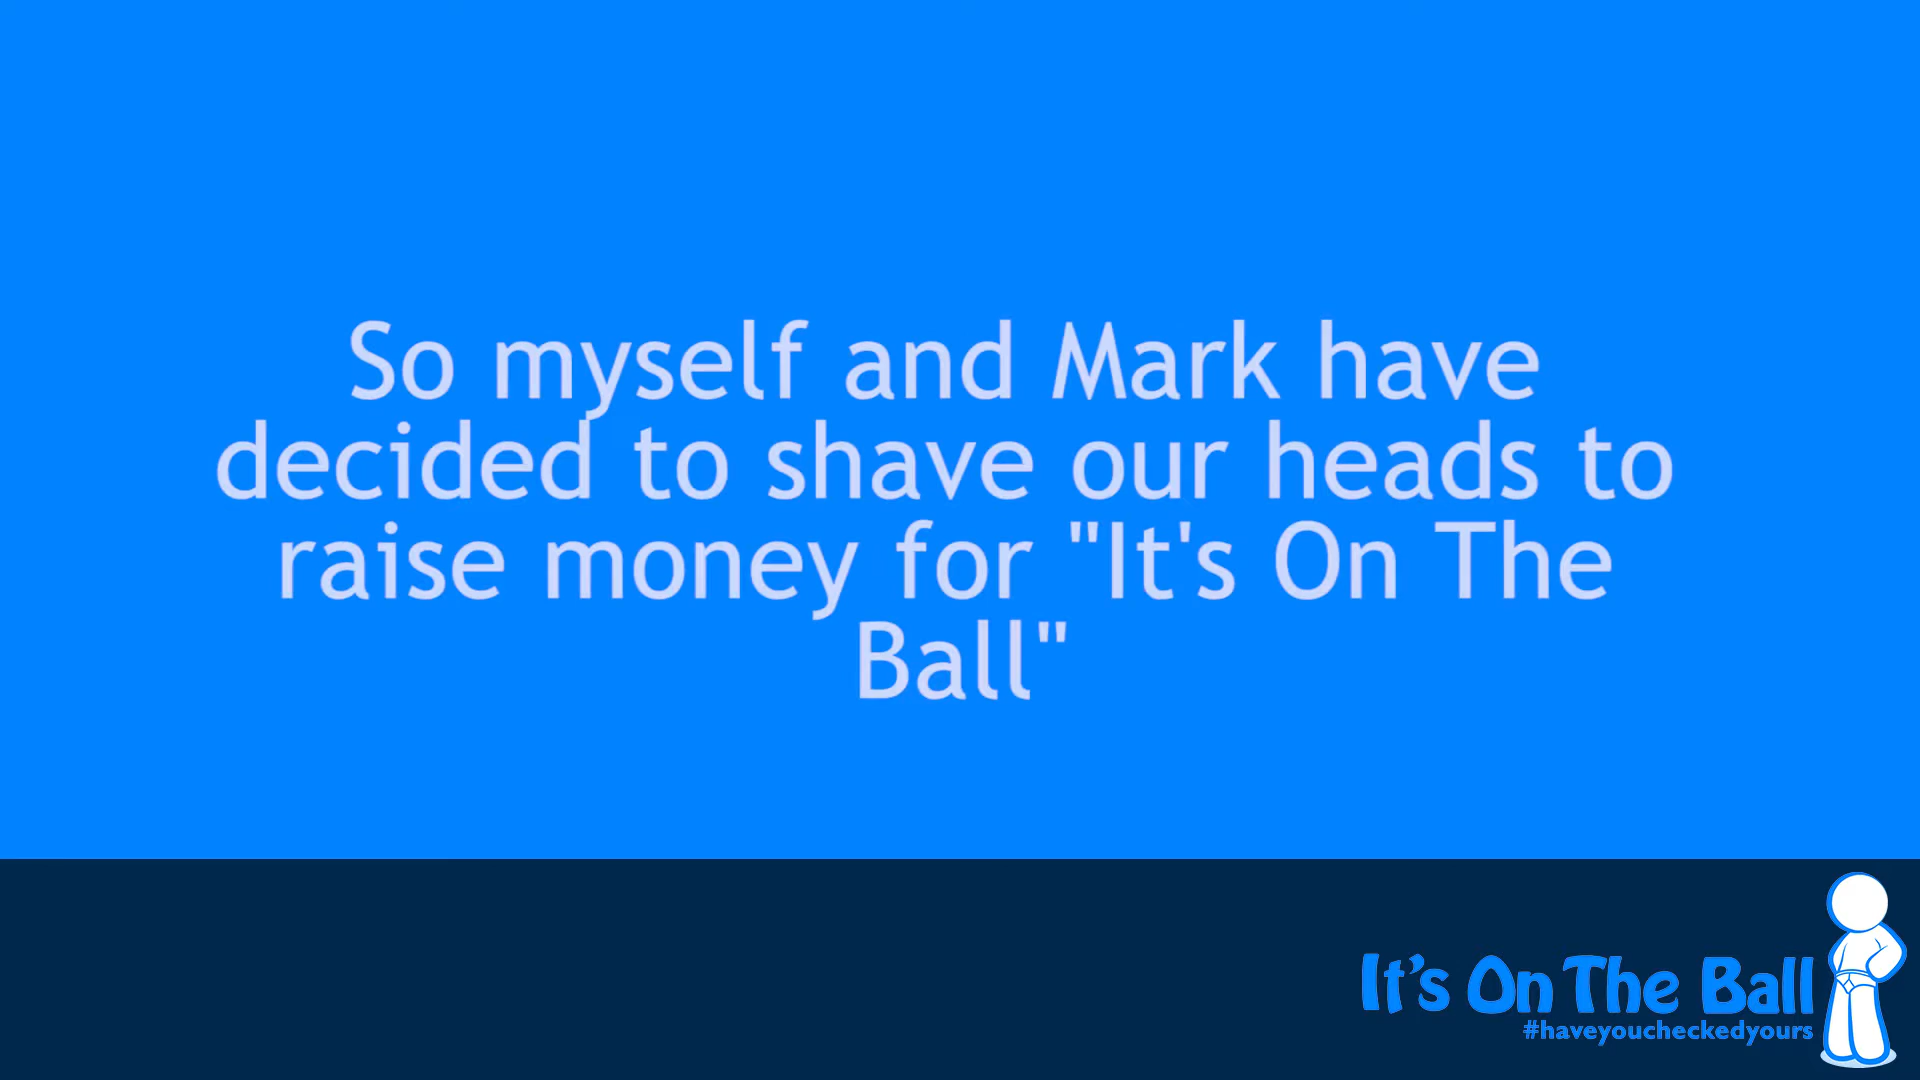 So myself and Mark have
decided to shave our heads to
raise money for "It's On The
Ball"
It's On The Ball
#haveyoucheckedyours